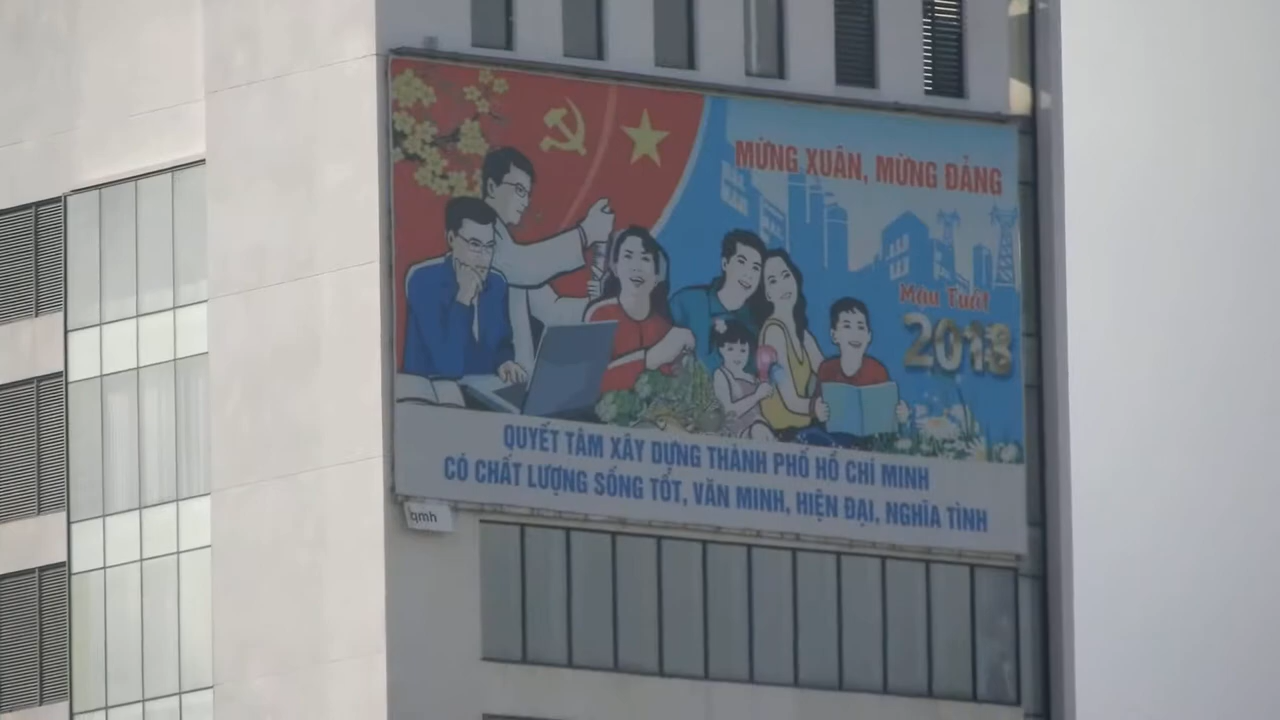 MỪNG XUÂN, MỪNG ĐẢNG
Mậu Tuất
2018
QUYẾT TÂM XÂY DỰNG THÀNH PHỐ HỒ CHÍ MINH
CÓ CHẤT LƯỢNG SỐNG TỐT, VĂN MINH, HIỆN ĐẠI, NGHĨA TÌNH
qmh